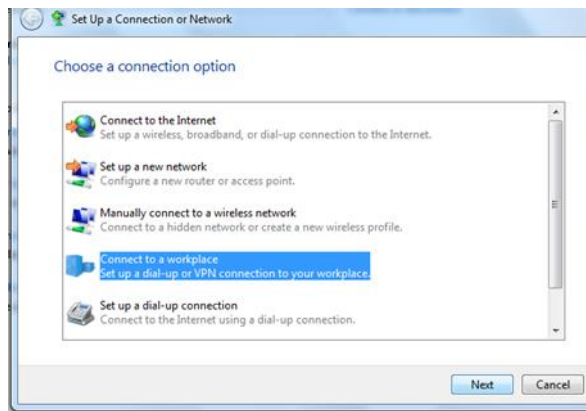 Set Up a Connection or Network
Choose a connection option
Connect to the Internet
Set up a wireless, broadband, or dial-up connection to the Internet.
Set up a new network
Configure a new router or access point.
Manually connect to a wireless network
Connect to a hidden network or create a new wireless profile.
Connect to a workplace
Set up a dial-up or VPN connection to your workplace.
Set up a dial-up connection
Connect to the Internet using a dial-up connection.
Next Cancel